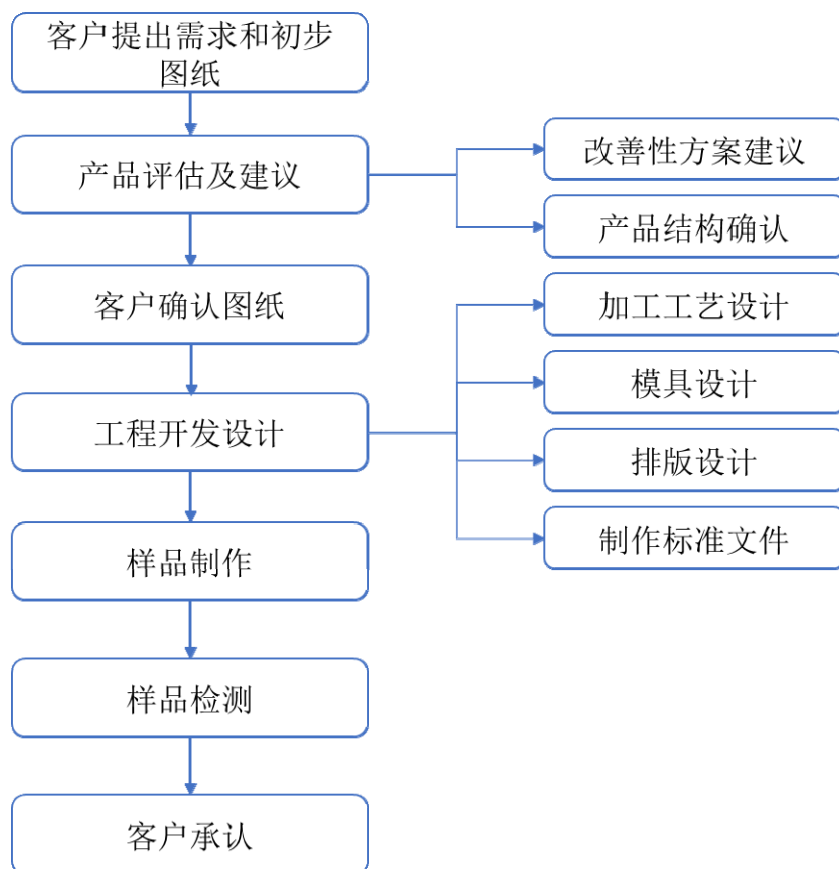 客户提出需求和初步
图纸
产品评估及建议
改善性方案建议
产品结构确认
客户确认图纸
工程开发设计
加工工艺设计
模具设计
排版设计
制作标准文件
样品制作
样品检测
客户承认